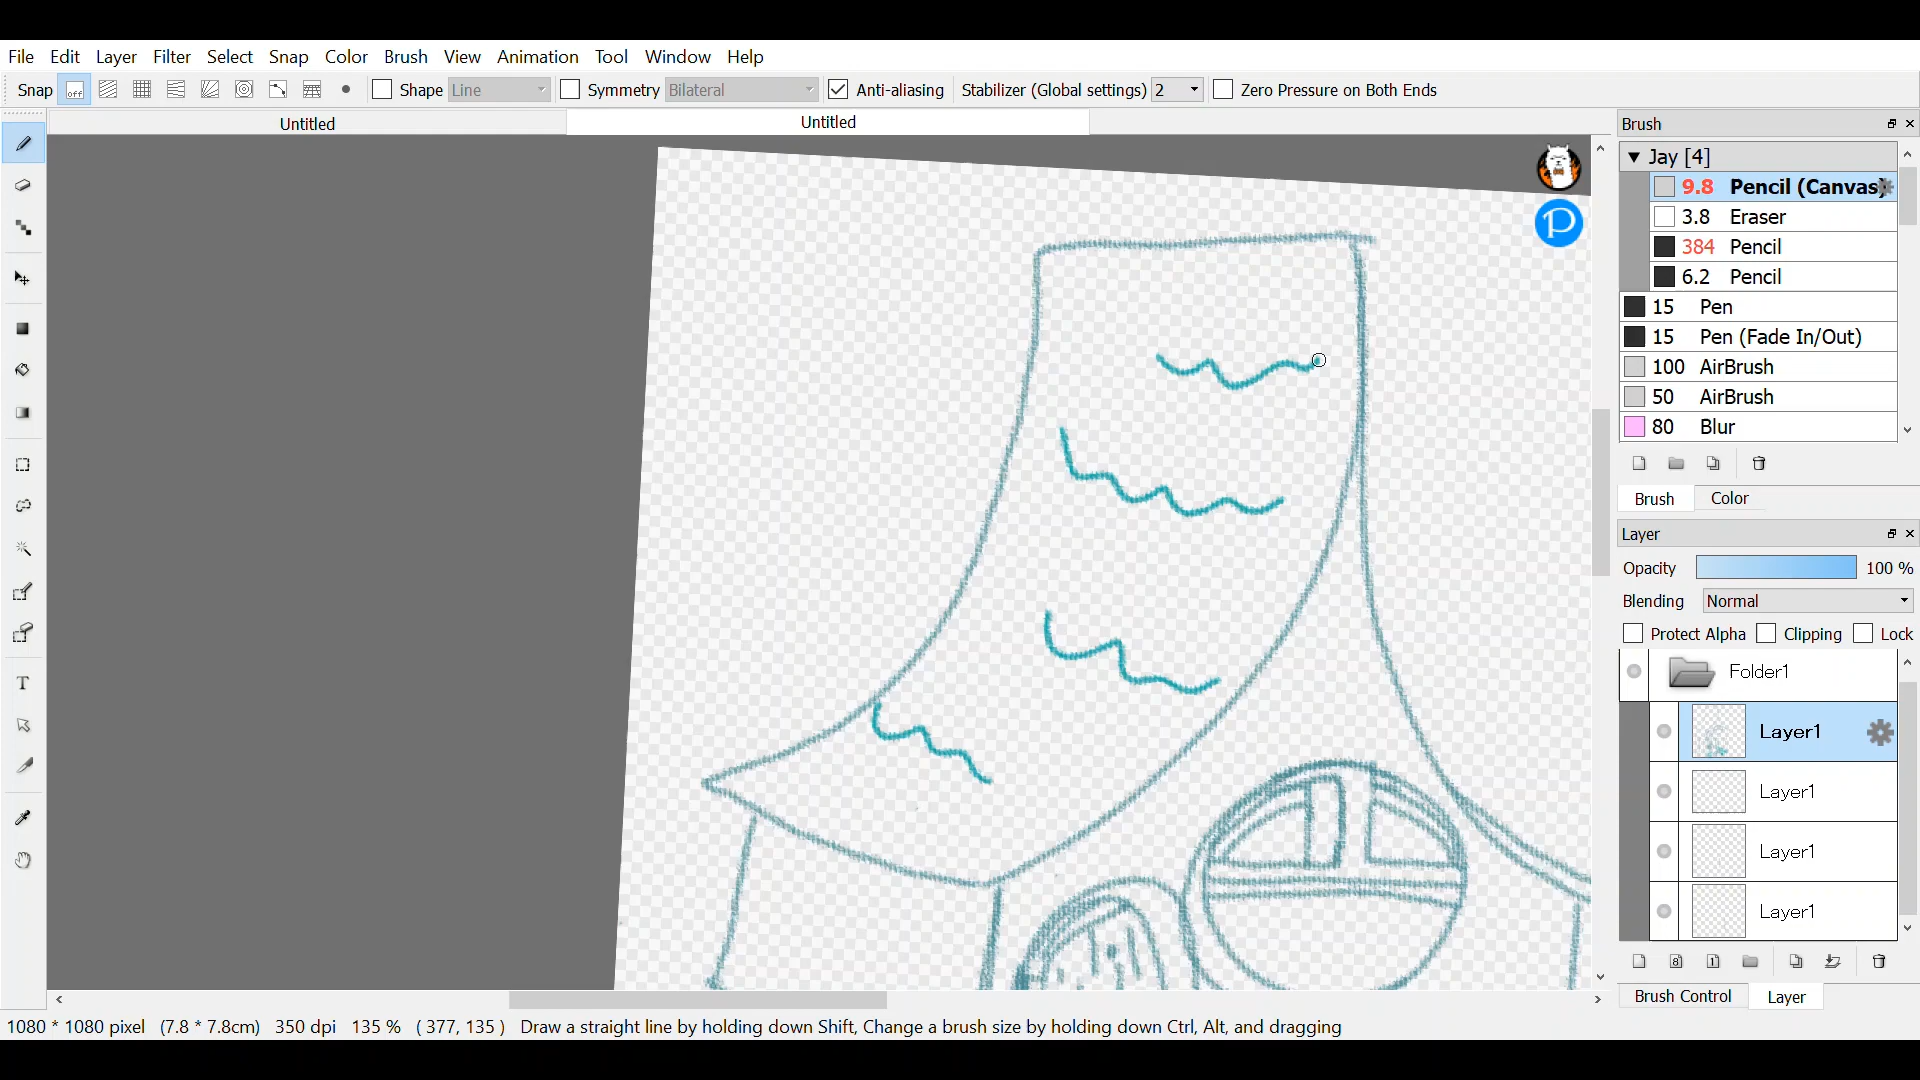 File Edit Layer Filter Select Snap Color Brush View Animation Tool Window Help
Snap off Shape Line Symmetry Bilateral Anti-aliasing Stabilizer (Global settings) 2 Zero Pressure on Both Ends
Untitled Untitled
Brush
Jay [4]
9.8 Pencil (Canvas)
3.8 Eraser
384 Pencil
6.2 Pencil
15 Pen
15 Pen (Fade In/Out)
100 AirBrush
50 AirBrush
80 Blur
Brush Color
Layer
Opacity 100 %
Blending Normal
Protect Alpha Clipping Lock
Folder1
Layer1
Layer1
Layer1
Layer1
8 1
Brush Control Layer
T
P
1080 * 1080 pixel (7.8 * 7.8cm) 350 dpi 135 % ( 377, 135 ) Draw a straight line by holding down Shift, Change a brush size by holding down Ctrl, Alt, and dragging